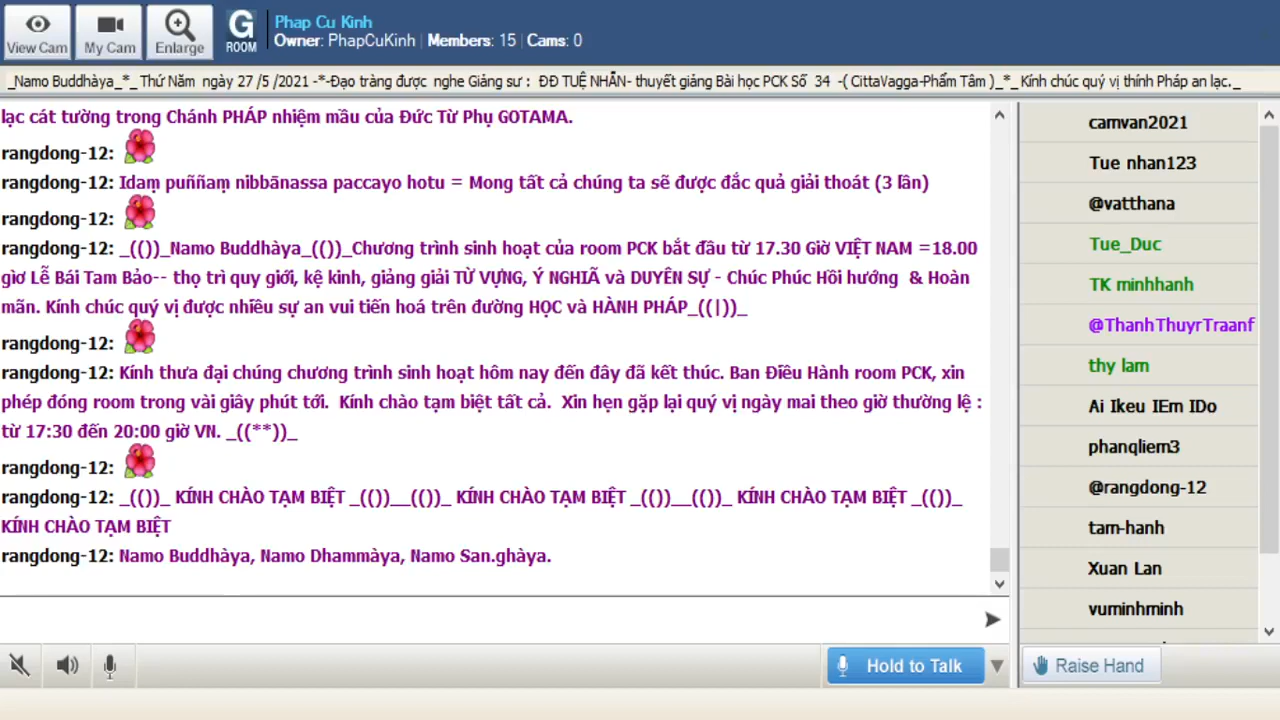 View Cam
My Cam
Enlarge
G
ROOM
Phap Cu Kinh
Owner: PhapCuKinh | Members: 15 | Cams: 0
_Namo Buddhàya_*_ Thứ Năm ngày 27 /5 /2021 -*-Đạo tràng được nghe Giảng sư : ĐĐ TUỆ NHẪN- thuyết giảng Bài học PCK Số 34 -( CittaVagga-Phẩm Tâm )_*_ Kính chúc quý vị thính Pháp an lạc._
lạc cát tường trong Chánh PHÁP nhiệm mầu của Đức Từ Phụ GOTAMA.
rangdong-12:
rangdong-12: Idaṃ puññaṃ nibbānassa paccayo hotu = Mong tất cả chúng ta sẽ được đắc quả giải thoát (3 lần)
rangdong-12:
rangdong-12: _(())_Namo Buddhàya_(())_Chương trình sinh hoạt của room PCK bắt đầu từ 17.30 Giờ VIỆT NAM =18.00
giờ Lễ Bái Tam Bảo-- thọ trì quy giới, kệ kinh, giảng giải TỪ VỰNG, Ý NGHIÃ và DUYÊN SỰ - Chúc Phúc Hồi hướng & Hoàn
mãn. Kính chúc quý vị được nhiều sự an vui tiến hoá trên đường HỌC và HÀNH PHÁP_((|))_
rangdong-12:
rangdong-12: Kính thưa đại chúng chương trình sinh hoạt hôm nay đến đây đã kết thúc. Ban Điều Hành room PCK, xin
phép đóng room trong vài giây phút tới. Kính chào tạm biệt tất cả. Xin hẹn gặp lại quý vị ngày mai theo giờ thường lệ :
từ 17:30 đến 20:00 giờ VN. _((**))_
rangdong-12:
rangdong-12: _(())_ KÍNH CHÀO TẠM BIỆT _(())__(())_ KÍNH CHÀO TẠM BIỆT _(())__(())_ KÍNH CHÀO TẠM BIỆT _(())_
KÍNH CHÀO TẠM BIỆT
rangdong-12: Namo Buddhàya, Namo Dhammàya, Namo San.ghàya.
camvan2021
Tue nhan123
@vatthana
Tue_Duc
TK minhhanh
@ThanhThuyrTraanf
thy lam
Ai Ikeu IEm IDo
phanqliem3
@rangdong-12
tam-hanh
Xuan Lan
vuminhminh
Hold to Talk
Raise Hand